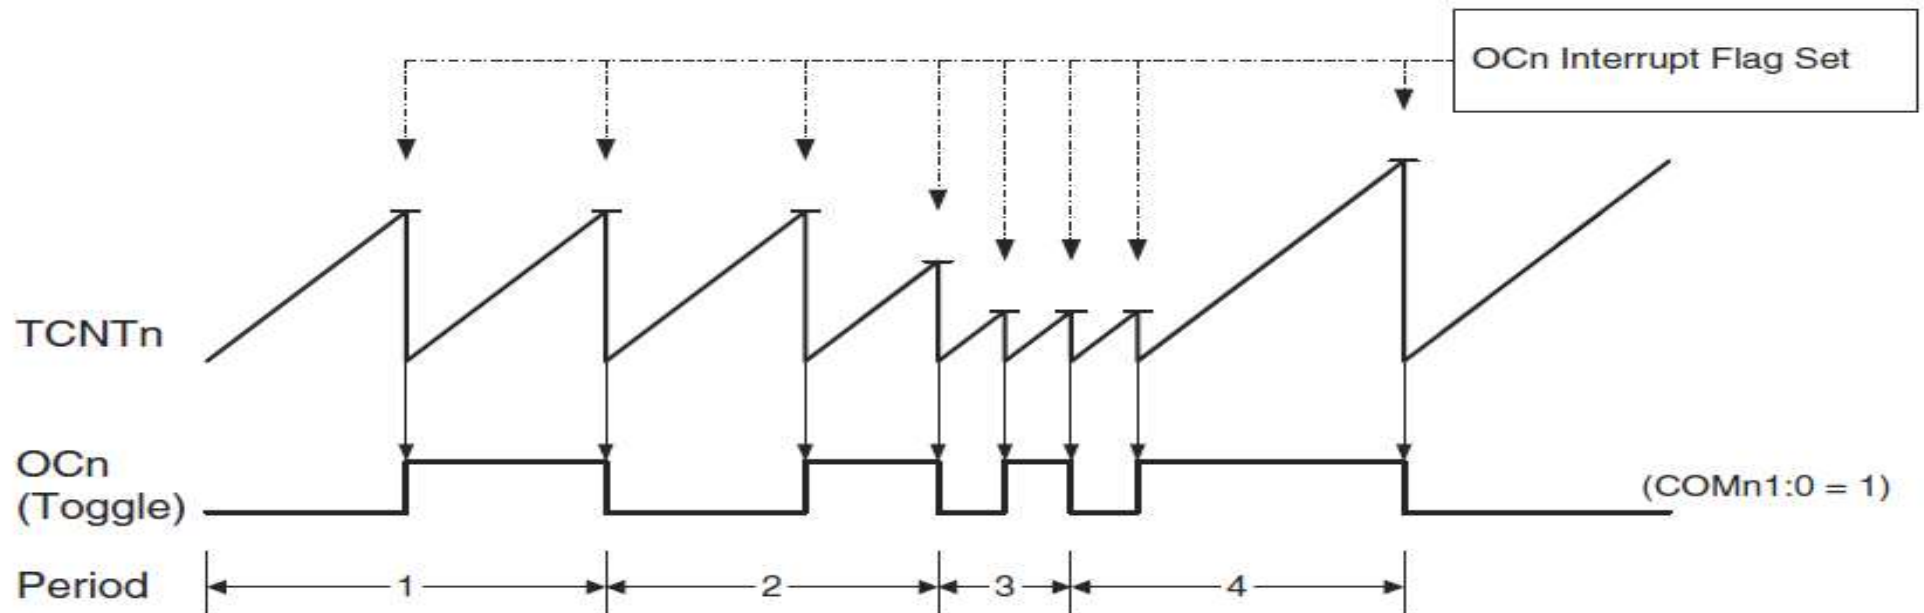 OCn Interrupt Flag Set
TCNTn
OCn
(Toggle)
(COMn1:0 = 1)
Period
1
2
3
4